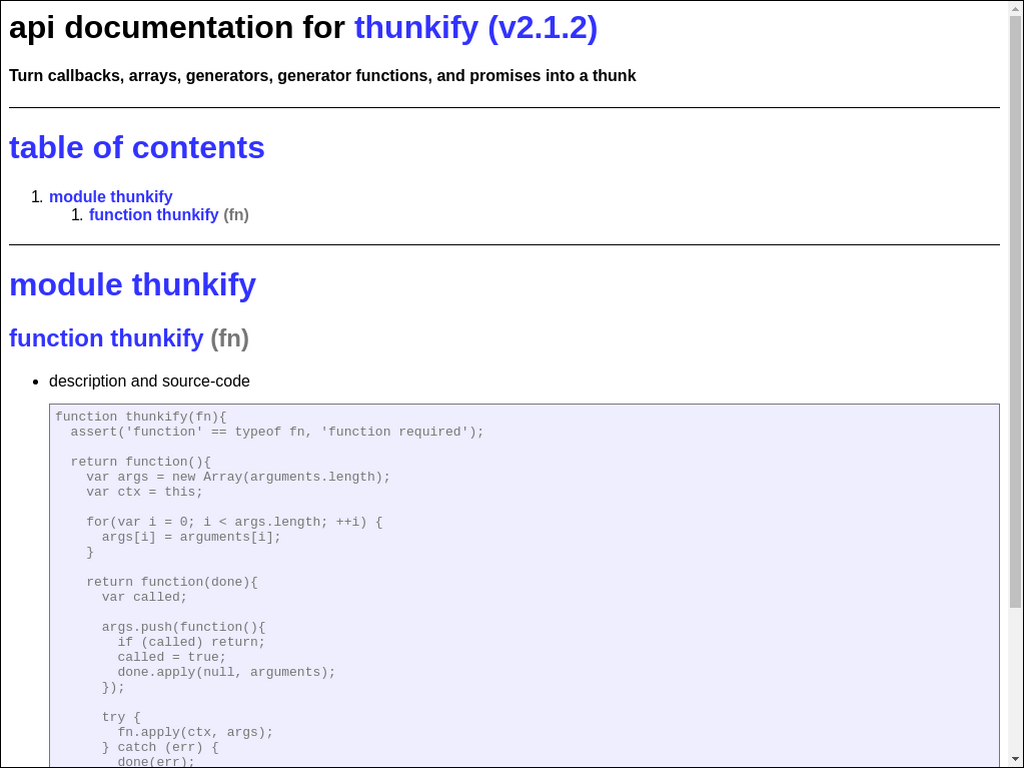 api documentation for thunkify (v2.1.2)
Turn callbacks, arrays, generators, generator functions, and promises into a thunk
table of contents
1. module thunkify
1. function thunkify (fn)
module thunkify
function thunkify (fn)
• description and source-code
function thunkify(fn){
  assert('function' == typeof fn, 'function required');

  return function(){
    var args = new Array(arguments.length);
    var ctx = this;

    for(var i = 0; i < args.length; ++i) {
      args[i] = arguments[i];
    }

    return function(done){
      var called;

      args.push(function(){
        if (called) return;
        called = true;
        done.apply(null, arguments);
      });

      try {
        fn.apply(ctx, args);
      } catch (err) {
        done(err);